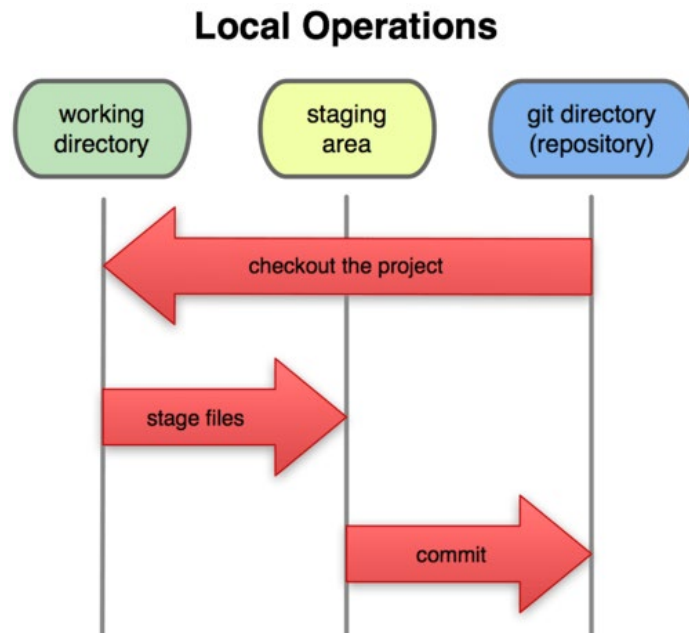 Local Operations
working
directory
staging
area
git directory
(repository)
checkout the project
stage files
commit